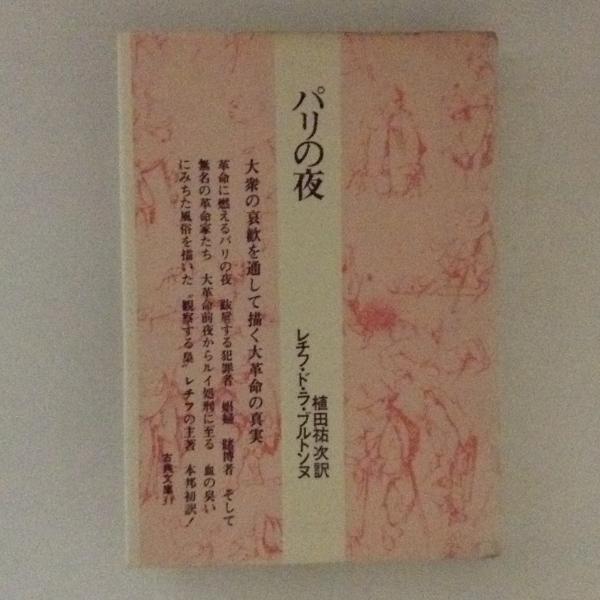 パリの夜
レチフ・ド・ラ・ブルトンヌ
植田祐次訳
大衆の哀歓を通して描く大革命の真実
革命に燃えるパリの夜 跋扈する犯罪者 娼婦 賭博者 そして
無名の革命家たち 大革命前夜からルイ処刑に至る 血の臭い
にみちた風俗を描いた〝観察する梟〟レチフの主著 本邦初訳!
古典文庫